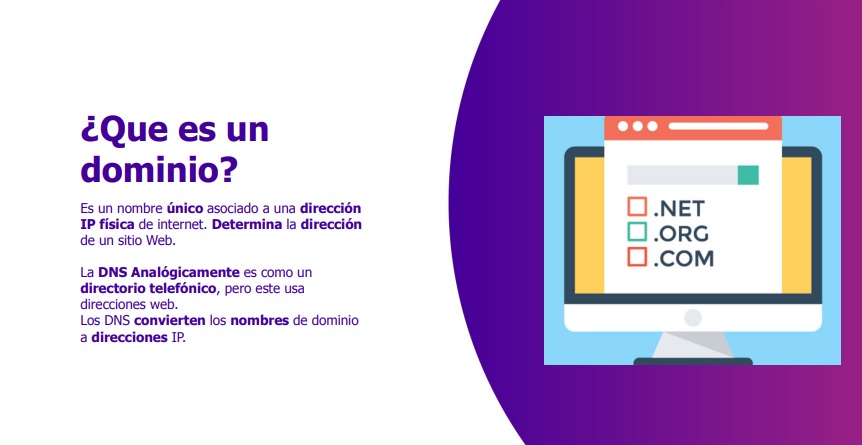 ¿Que es un
dominio?
Es un nombre único asociado a una dirección
IP física de internet. Determina la dirección
de un sitio Web.
La DNS Analógicamente es como un
directorio telefónico, pero este usa
direcciones web.
Los DNS convierten los nombres de dominio
a direcciones IP.
.NET
.ORG
.COM